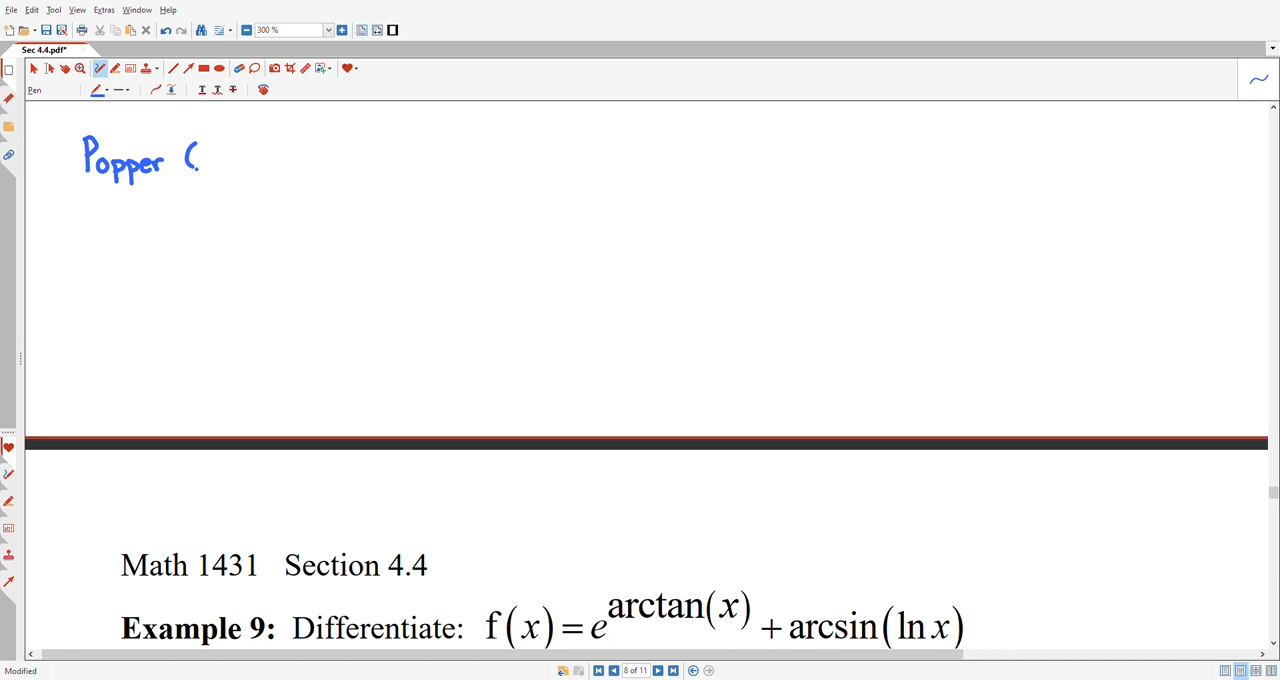 File Edit Tool View Extras Window Help
300 %
Sec 4.4.pdf*
Pen
Popper (
Math 1431 Section 4.4
Example 9: Differentiate: f(x) = e^arctan(x) + arcsin(ln x)
Modified
8 of 11